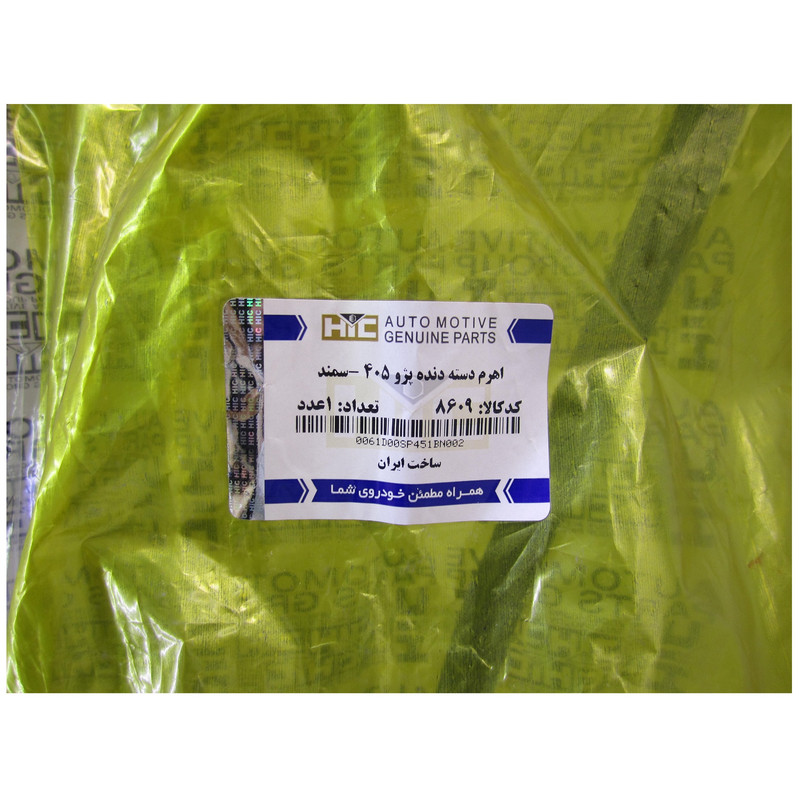 HIC AUTO MOTIVE
GENUINE PARTS
اهرم دسته دنده پژو ۴۰۵ -سمند
کدکالا: ۸۶۰۹ تعداد: ۱عدد
0061D00SP451BN002
ساخت ایران
همراه مطمئن خودروی شما